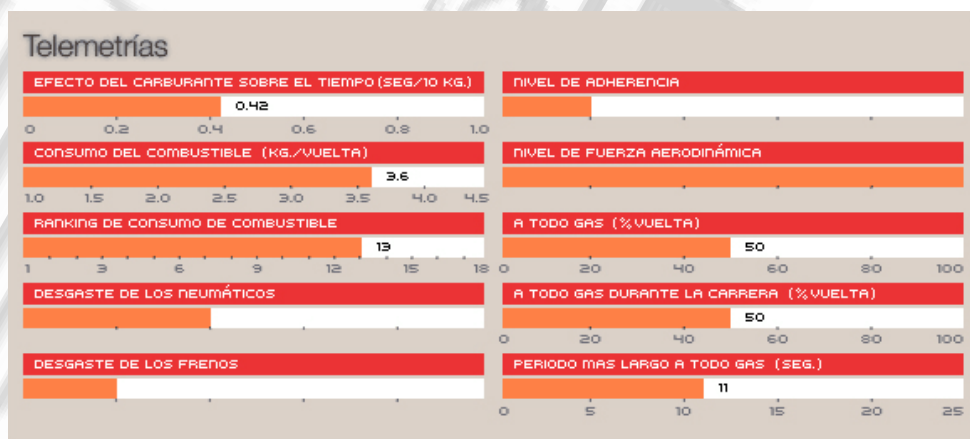 Telemetrías
EFECTO DEL CARBURANTE SOBRE EL TIEMPO (SEG/10 KG.)
0.42
0 0.2 0.4 0.6 0.8 1.0
CONSUMO DEL COMBUSTIBLE (KG./VUELTA)
3.6
1.0 1.5 2.0 2.5 3.0 3.5 4.0 4.5
RANKING DE CONSUMO DE COMBUSTIBLE
13
1 3 6 9 12 15 18
DESGASTE DE LOS NEUMÁTICOS
DESGASTE DE LOS FRENOS
NIVEL DE ADHERENCIA
NIVEL DE FUERZA AERODINÁMICA
A TODO GAS (%VUELTA)
50
0 20 40 60 80 100
A TODO GAS DURANTE LA CARRERA (%VUELTA)
50
0 20 40 60 80 100
PERIODO MAS LARGO A TODO GAS (SEG.)
11
0 5 10 15 20 25